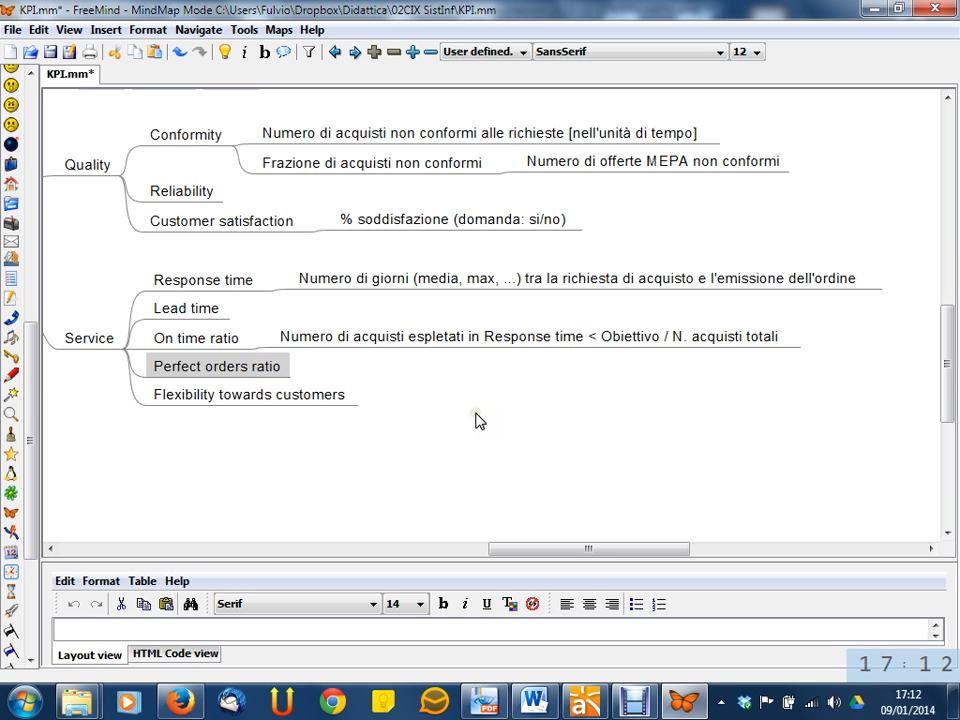 KPI.mm* - FreeMind - MindMap Mode C:\Users\Fulvio\Dropbox\Didattica\02CIX SistInf\KPI.mm
File Edit View Insert Format Navigate Tools Maps Help
i b User defined. SansSerif 12
KPI.mm*
Conformity Numero di acquisti non conformi alle richieste [nell'unità di tempo]
Quality Frazione di acquisti non conformi Numero di offerte MEPA non conformi
Reliability
Customer satisfaction % soddisfazione (domanda: si/no)
Response time Numero di giorni (media, max, ...) tra la richiesta di acquisto e l'emissione dell'ordine
Lead time
Service On time ratio Numero di acquisti espletati in Response time < Obiettivo / N. acquisti totali
Perfect orders ratio
Flexibility towards customers
Edit Format Table Help
Serif 14 b i U
Layout view HTML Code view
17:12
17:12
09/01/2014